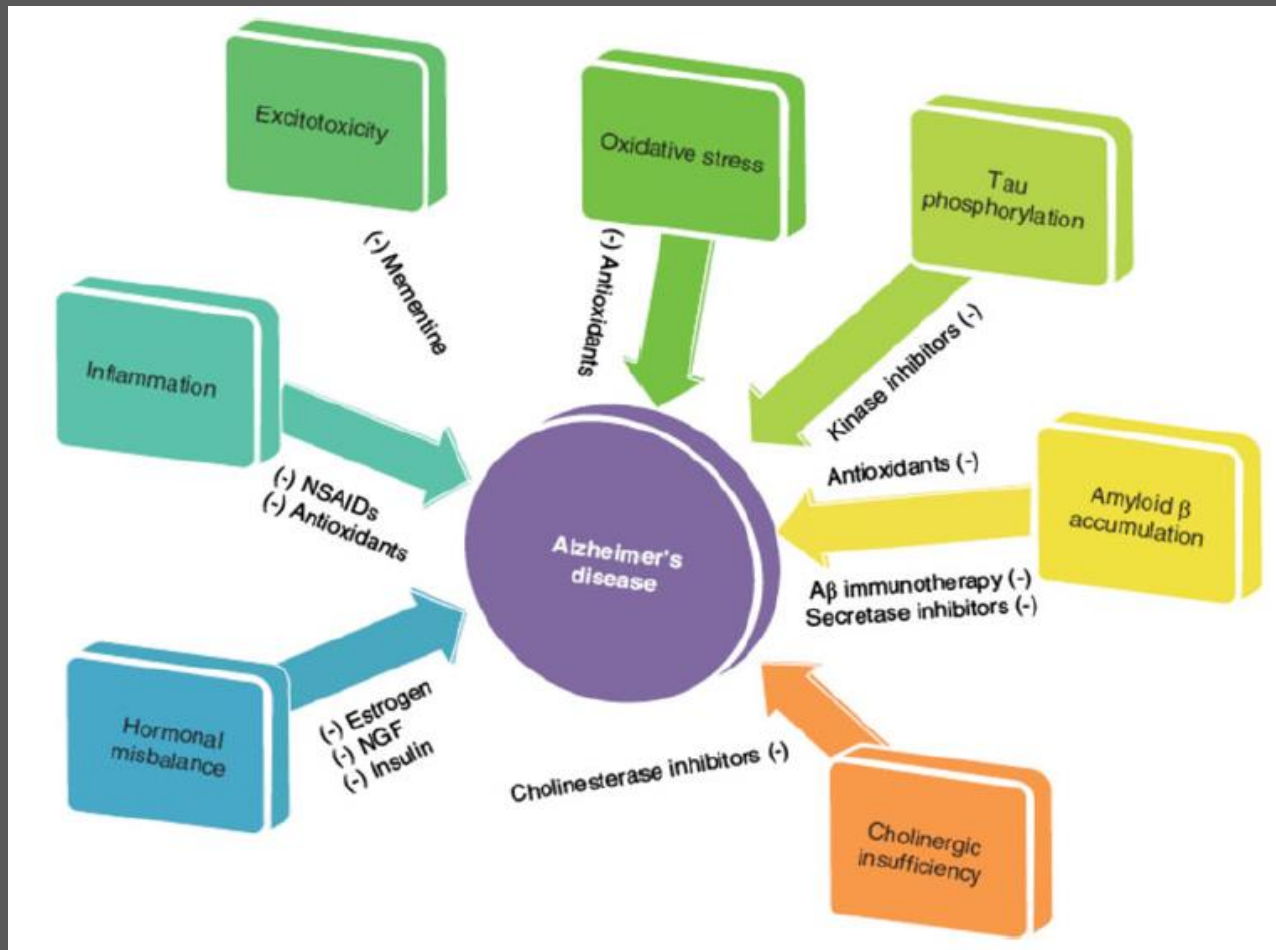 Excitotoxicity
Oxidative stress
Tau
phosphorylation
(-) Mementine
(-) Antioxidants
Kinase inhibitors (-)
Inflammation
(-) NSAIDs
(-) Antioxidants
Antioxidants (-)
Amyloid β
accumulation
Alzheimer's
disease
Aβ immunotherapy (-)
Secretase inhibitors (-)
Hormonal
misbalance
(-) Estrogen
(-) NGF
(-) Insulin
Cholinesterase inhibitors (-)
Cholinergic
insufficiency